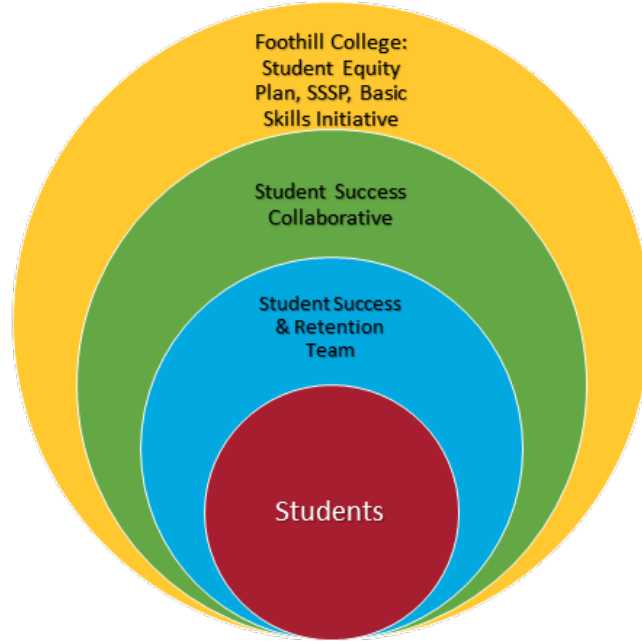 Foothill College:
Student Equity
Plan, SSSP, Basic
Skills Initiative
Student Success
Collaborative
Student Success
& Retention
Team
Students